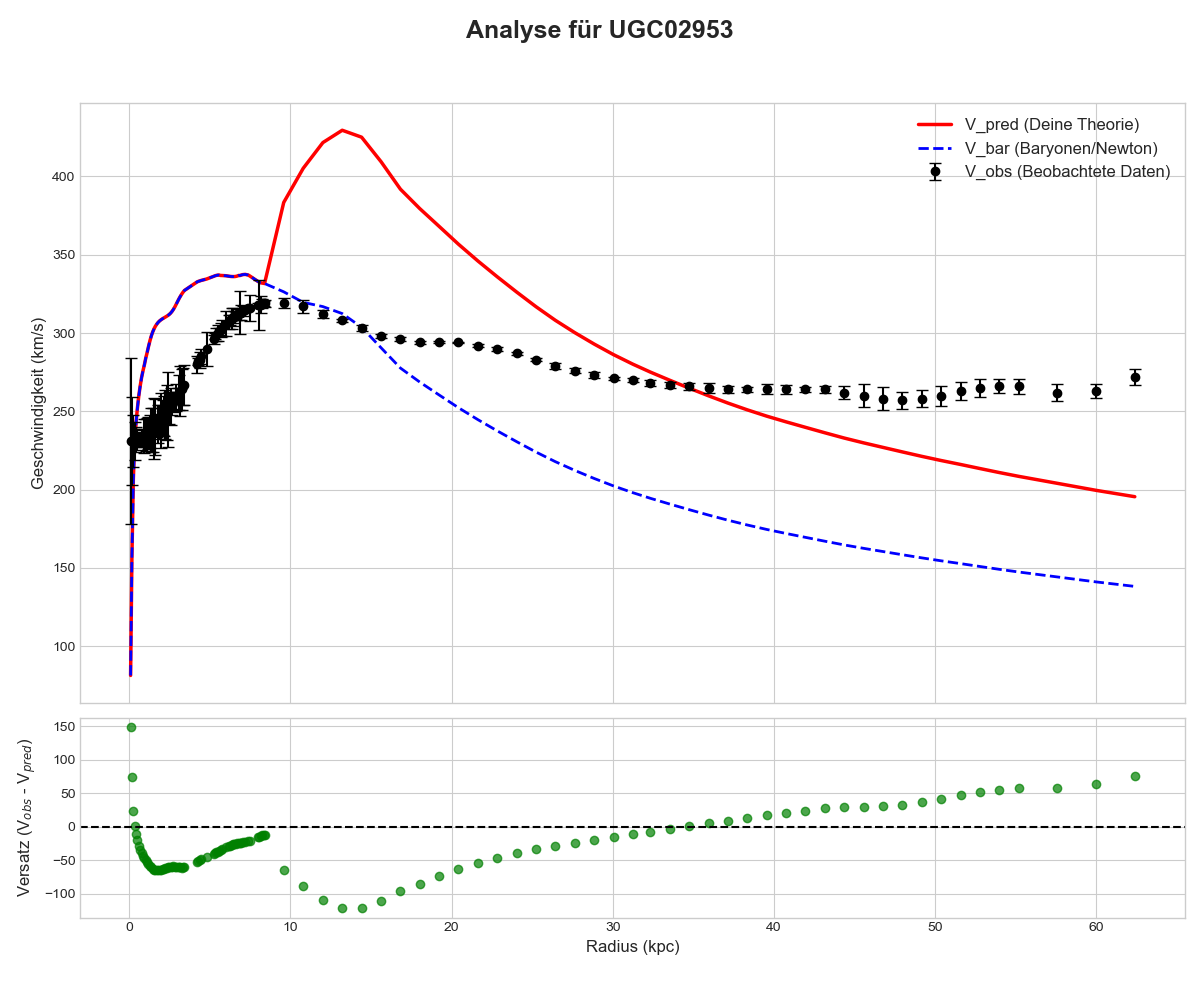 Analyse für UGC02953
V_pred (Deine Theorie)
V_bar (Baryonen/Newton)
V_obs (Beobachtete Daten)
Geschwindigkeit (km/s)
400
350
300
250
200
150
100
Versatz (V_obs - V_pred)
150
100
50
0
−50
−100
0 10 20 30 40 50 60
Radius (kpc)